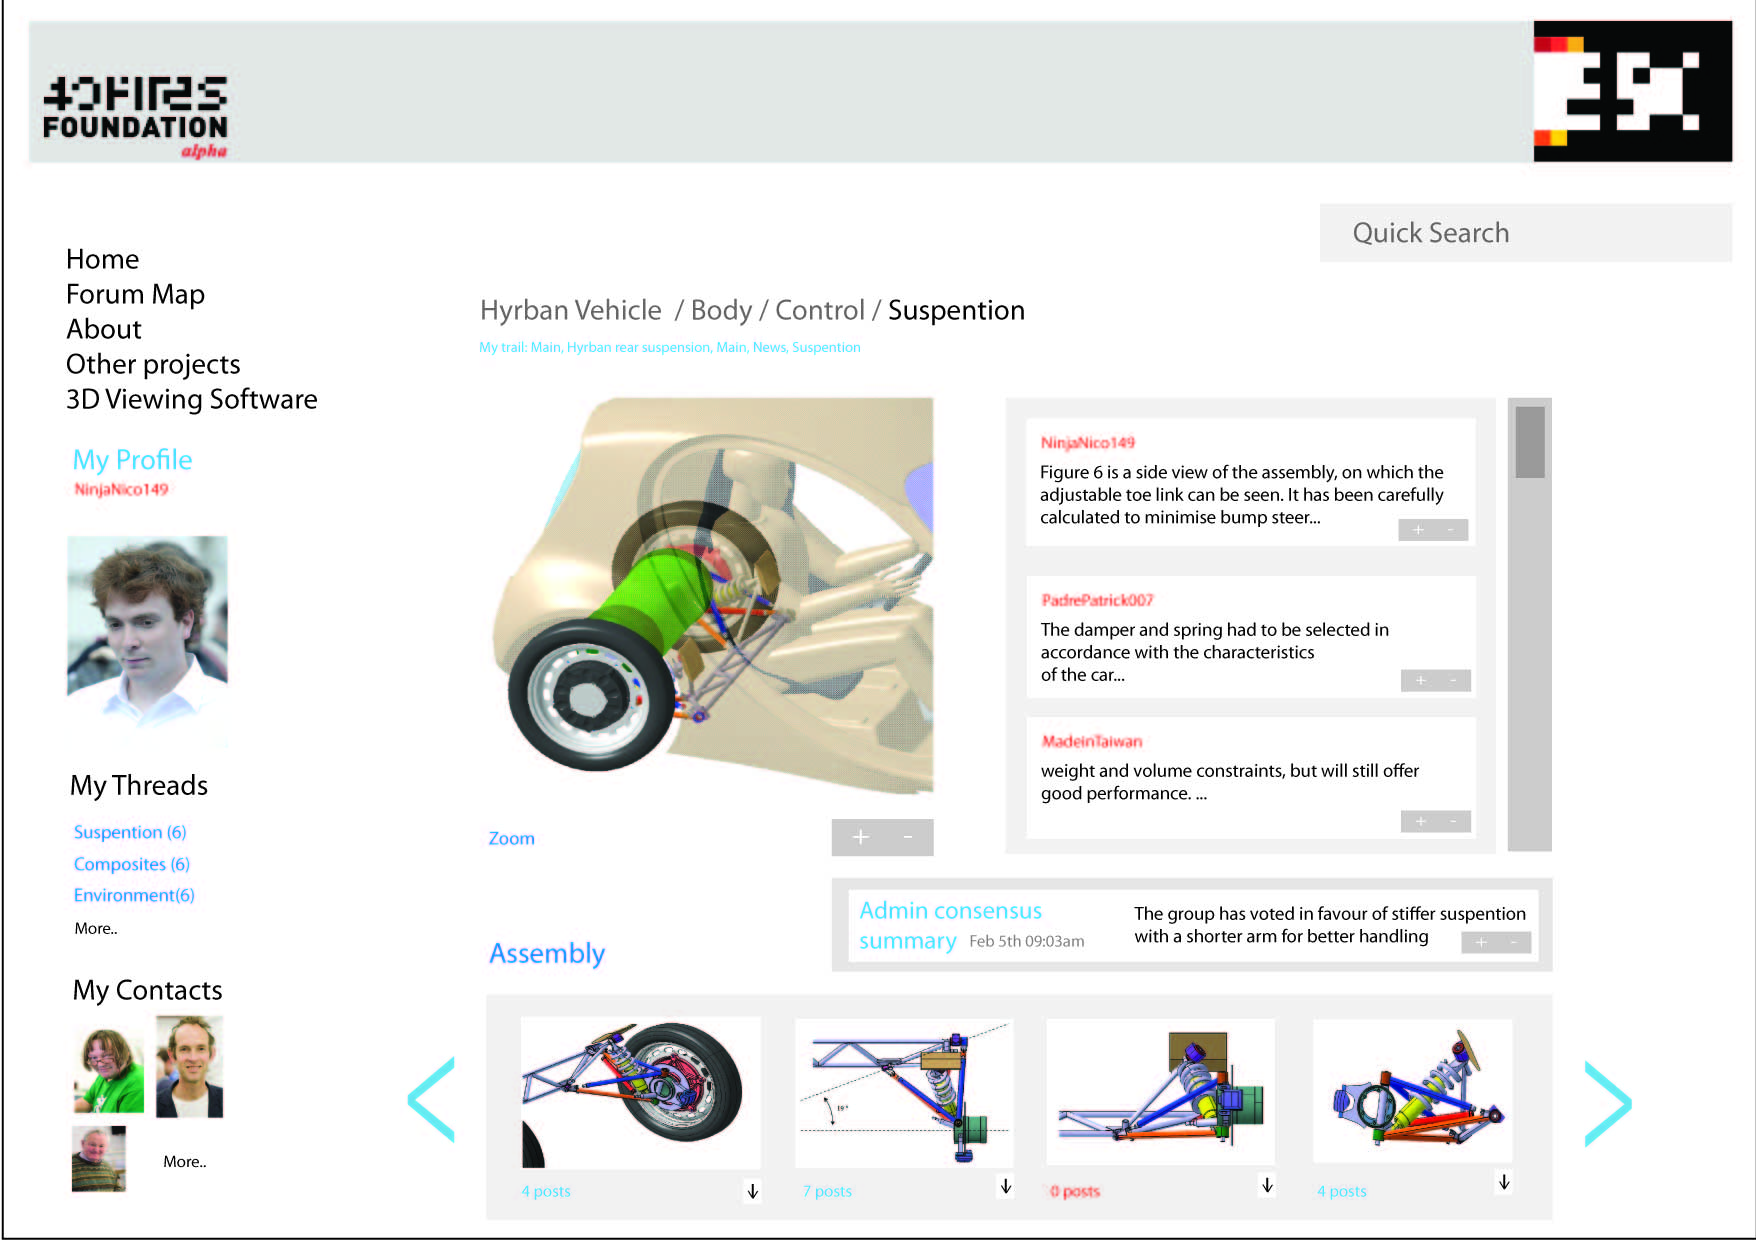 40FIRES
FOUNDATION
alpha
Quick Search
Home
Forum Map
About
Other projects
3D Viewing Software
My Profile
NinjaNico149
My Threads
Suspention (6)
Composites (6)
Environment(6)
More..
My Contacts
More..
Hyrban Vehicle / Body / Control / Suspention
My trail: Main, Hyrban rear suspension, Main, News, Suspention
Zoom
+ -
NinjaNico149
Figure 6 is a side view of the assembly, on which the
adjustable toe link can be seen. It has been carefully
calculated to minimise bump steer...
+ -
PadrePatrick007
The damper and spring had to be selected in
accordance with the characteristics
of the car...
+ -
MadeinTaiwan
weight and volume constraints, but will still offer
good performance. ...
+ -
Admin consensus
summary Feb 5th 09:03am
The group has voted in favour of stiffer suspention
with a shorter arm for better handling
+ -
Assembly
19°
4 posts
7 posts
0 posts
4 posts